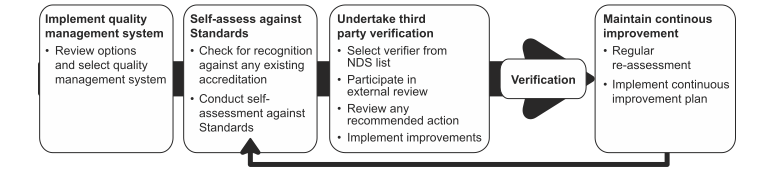 Implement quality
management system
• Review options
and select quality
management system
Self-assess against
Standards
• Check for recognition
against any existing
accreditation
• Conduct self-
assessment against
Standards
Undertake third
party verification
• Select verifier from
NDS list
• Participate in
external review
• Review any
recommended action
• Implement improvements
Verification
Maintain continous
improvement
• Regular
re-assessment
• Implement continuous
improvement plan